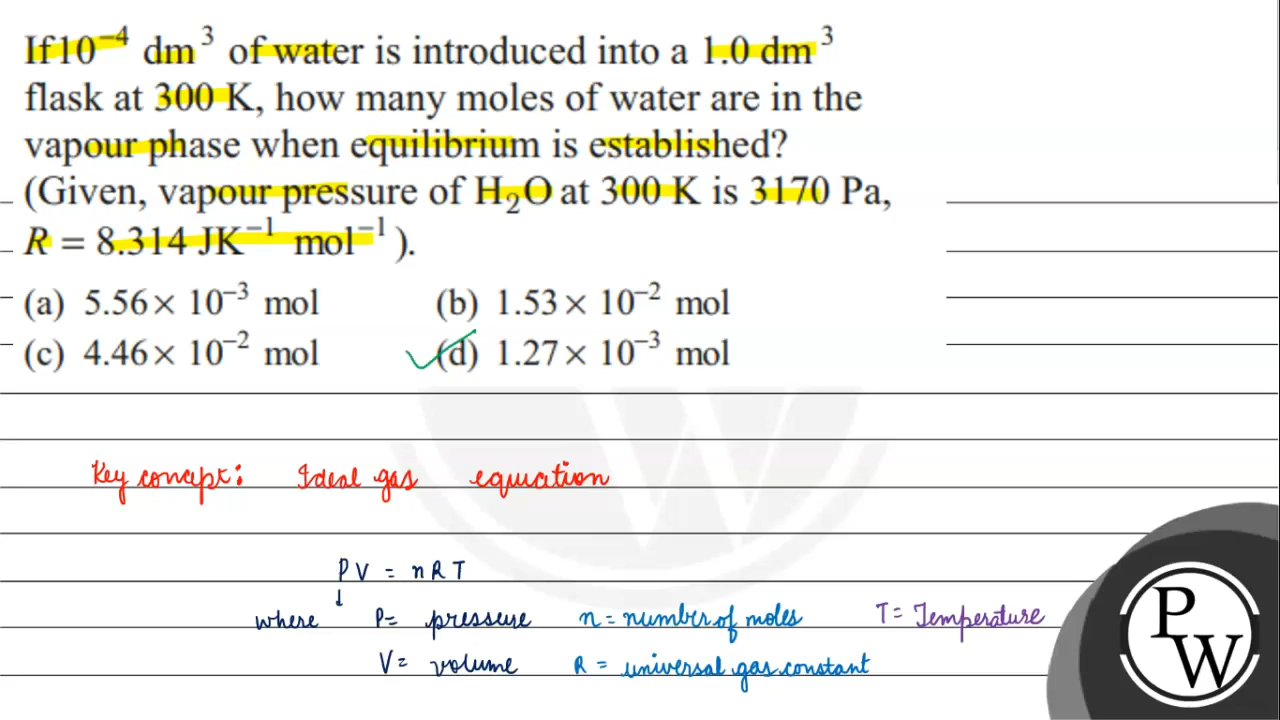 If 10⁻⁴ dm³ of water is introduced into a 1.0 dm³
flask at 300 K, how many moles of water are in the
vapour phase when equilibrium is established?
(Given, vapour pressure of H₂O at 300 K is 3170 Pa,
R = 8.314 JK⁻¹ mol⁻¹ ).
(a) 5.56 × 10⁻³ mol (b) 1.53 × 10⁻² mol
(c) 4.46 × 10⁻² mol (d) 1.27 × 10⁻³ mol
Key concept: Ideal gas equation
PV = nRT
where P = pressure n = number of moles T = Temperature
V = volume R = universal gas constant
PW